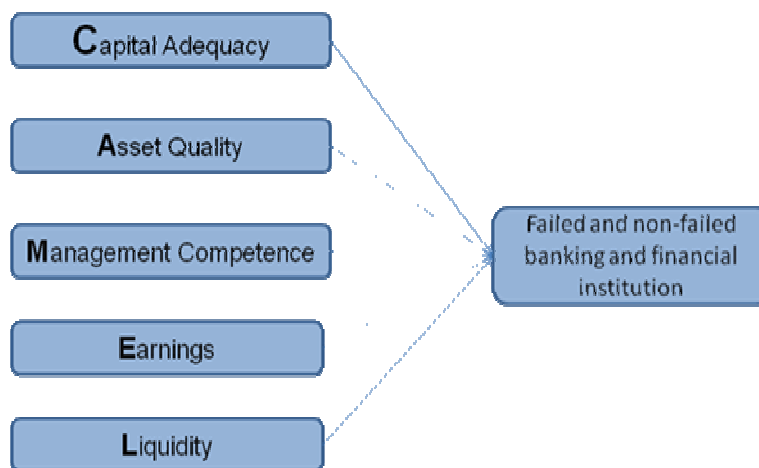 Capital Adequacy
Asset Quality
Management Competence
Earnings
Liquidity
Failed and non-failed
banking and financial
institution